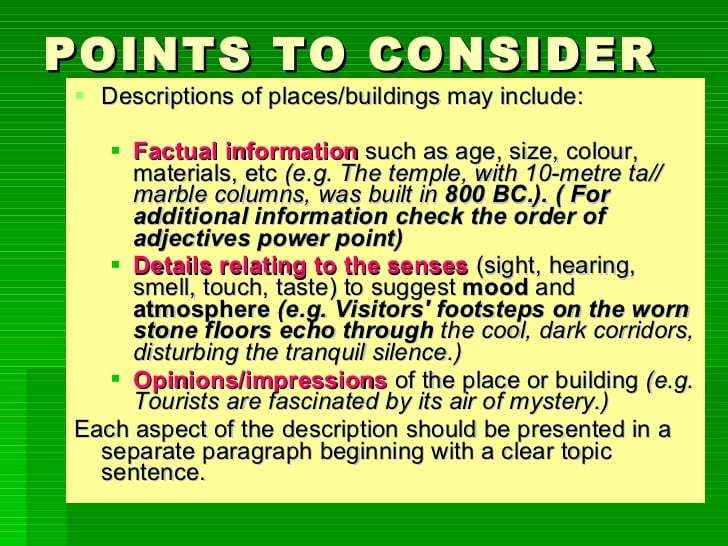 POINTS TO CONSIDER
Descriptions of places/buildings may include:
Factual information such as age, size, colour,
materials, etc (e.g. The temple, with 10-metre ta//
marble columns, was built in 800 BC.). ( For
additional information check the order of
adjectives power point)
Details relating to the senses (sight, hearing,
smell, touch, taste) to suggest mood and
atmosphere (e.g. Visitors' footsteps on the worn
stone floors echo through the cool, dark corridors,
disturbing the tranquil silence.)
Opinions/impressions of the place or building (e.g.
Tourists are fascinated by its air of mystery.)
Each aspect of the description should be presented in a
separate paragraph beginning with a clear topic
sentence.